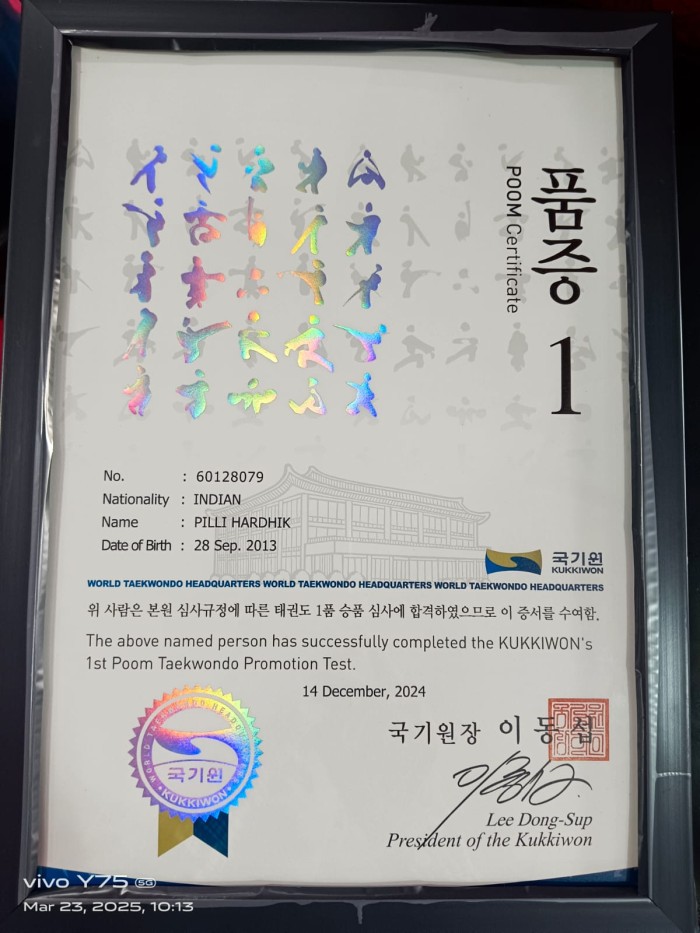 품증 1
POOM Certificate
No. : 60128079
Nationality : INDIAN
Name : PILLI HARDHIK
Date of Birth : 28 Sep. 2013
국기원
KUKKIWON
WORLD TAEKWONDO HEADQUARTERS WORLD TAEKWONDO HEADQUARTERS WORLD TAEKWONDO HEADQUARTERS
위 사람은 본원 심사규정에 따른 태권도 1품 승품 심사에 합격하였으므로 이 증서를 수여함.
The above named person has successfully completed the KUKKIWON's
1st Poom Taekwondo Promotion Test.
14 December, 2024
국기원장 이동섭
WORLD TAEKWONDO HEADQUARTERS
국기원
KUKKIWON
Lee Dong-Sup
President of the Kukkiwon
vivo Y75 5G
Mar 23, 2025, 10:13